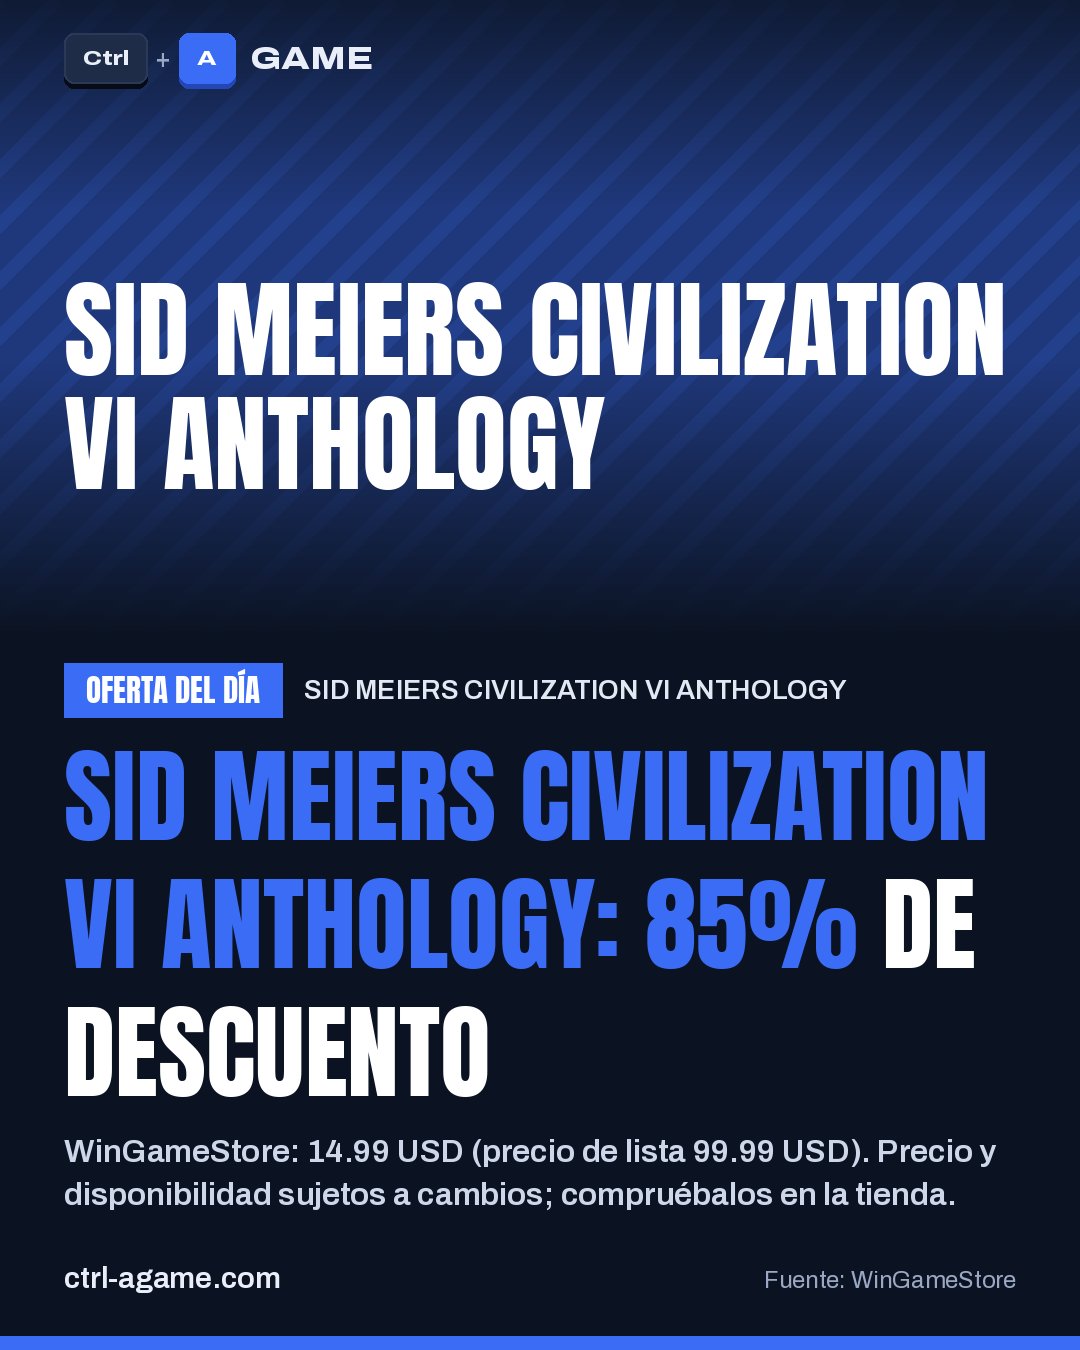 Ctrl + A GAME
SID MEIERS CIVILIZATION
VI ANTHOLOGY
OFERTA DEL DÍA SID MEIERS CIVILIZATION VI ANTHOLOGY
SID MEIERS CIVILIZATION
VI ANTHOLOGY: 85% DE
DESCUENTO
WinGameStore: 14.99 USD (precio de lista 99.99 USD). Precio y
disponibilidad sujetos a cambios; compruébalos en la tienda.
ctrl-agame.com Fuente: WinGameStore